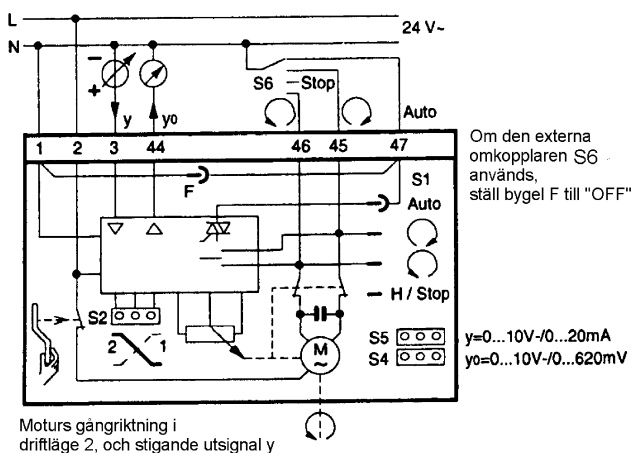 L
24 V~
N
−
+
S6
Stop
y
y₀
Auto
1 2 3 44 46 45 47
Om den externa
omkopplaren S6
används,
ställ bygel F till "OFF"
F
S1
Auto
H / Stop
S2
2 1
M
~
S5
y=0...10V-/0...20mA
S4
y₀=0...10V-/0...620mV
Moturs gångriktning i
driftläge 2, och stigande utsignal y